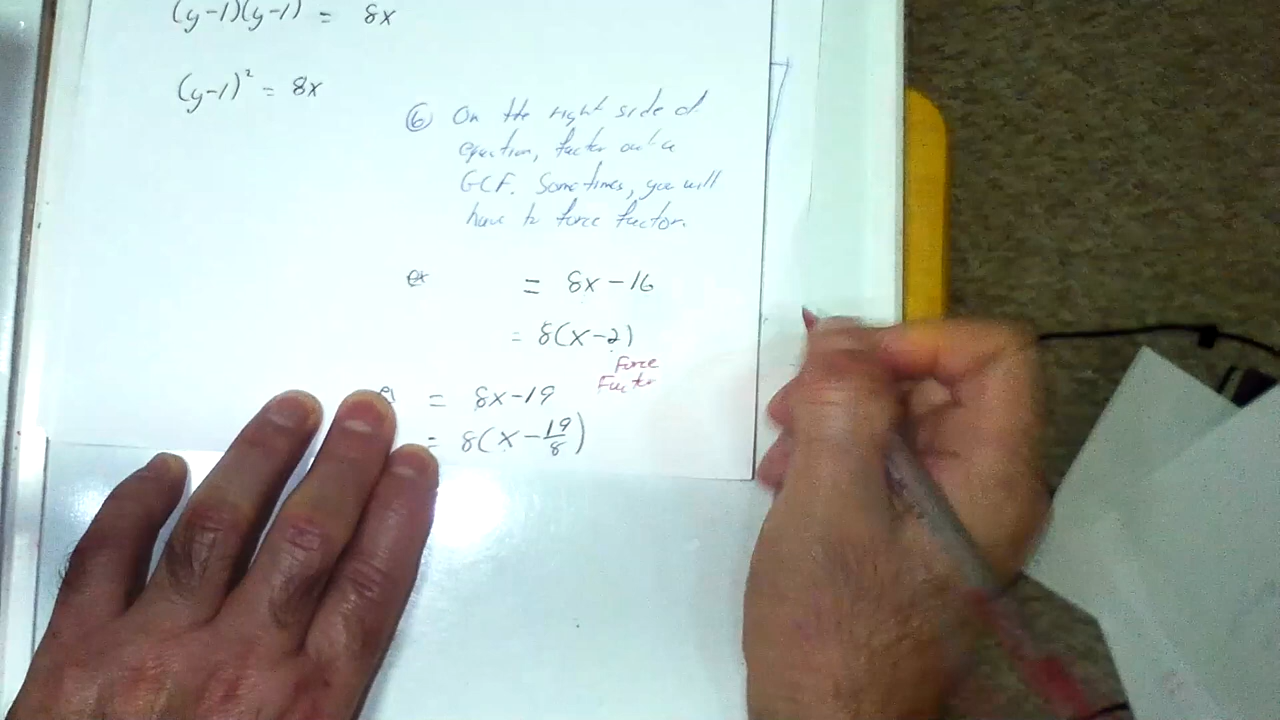 (y-1)(y-1) = 8x
(y-1)² = 8x
⑥ On the right side of
equation, factor out a
GCF. Sometimes, you will
have to force factor.
ex = 8x-16
= 8(x-2)
Force
Factor
= 8x-19
= 8(x-19/8)